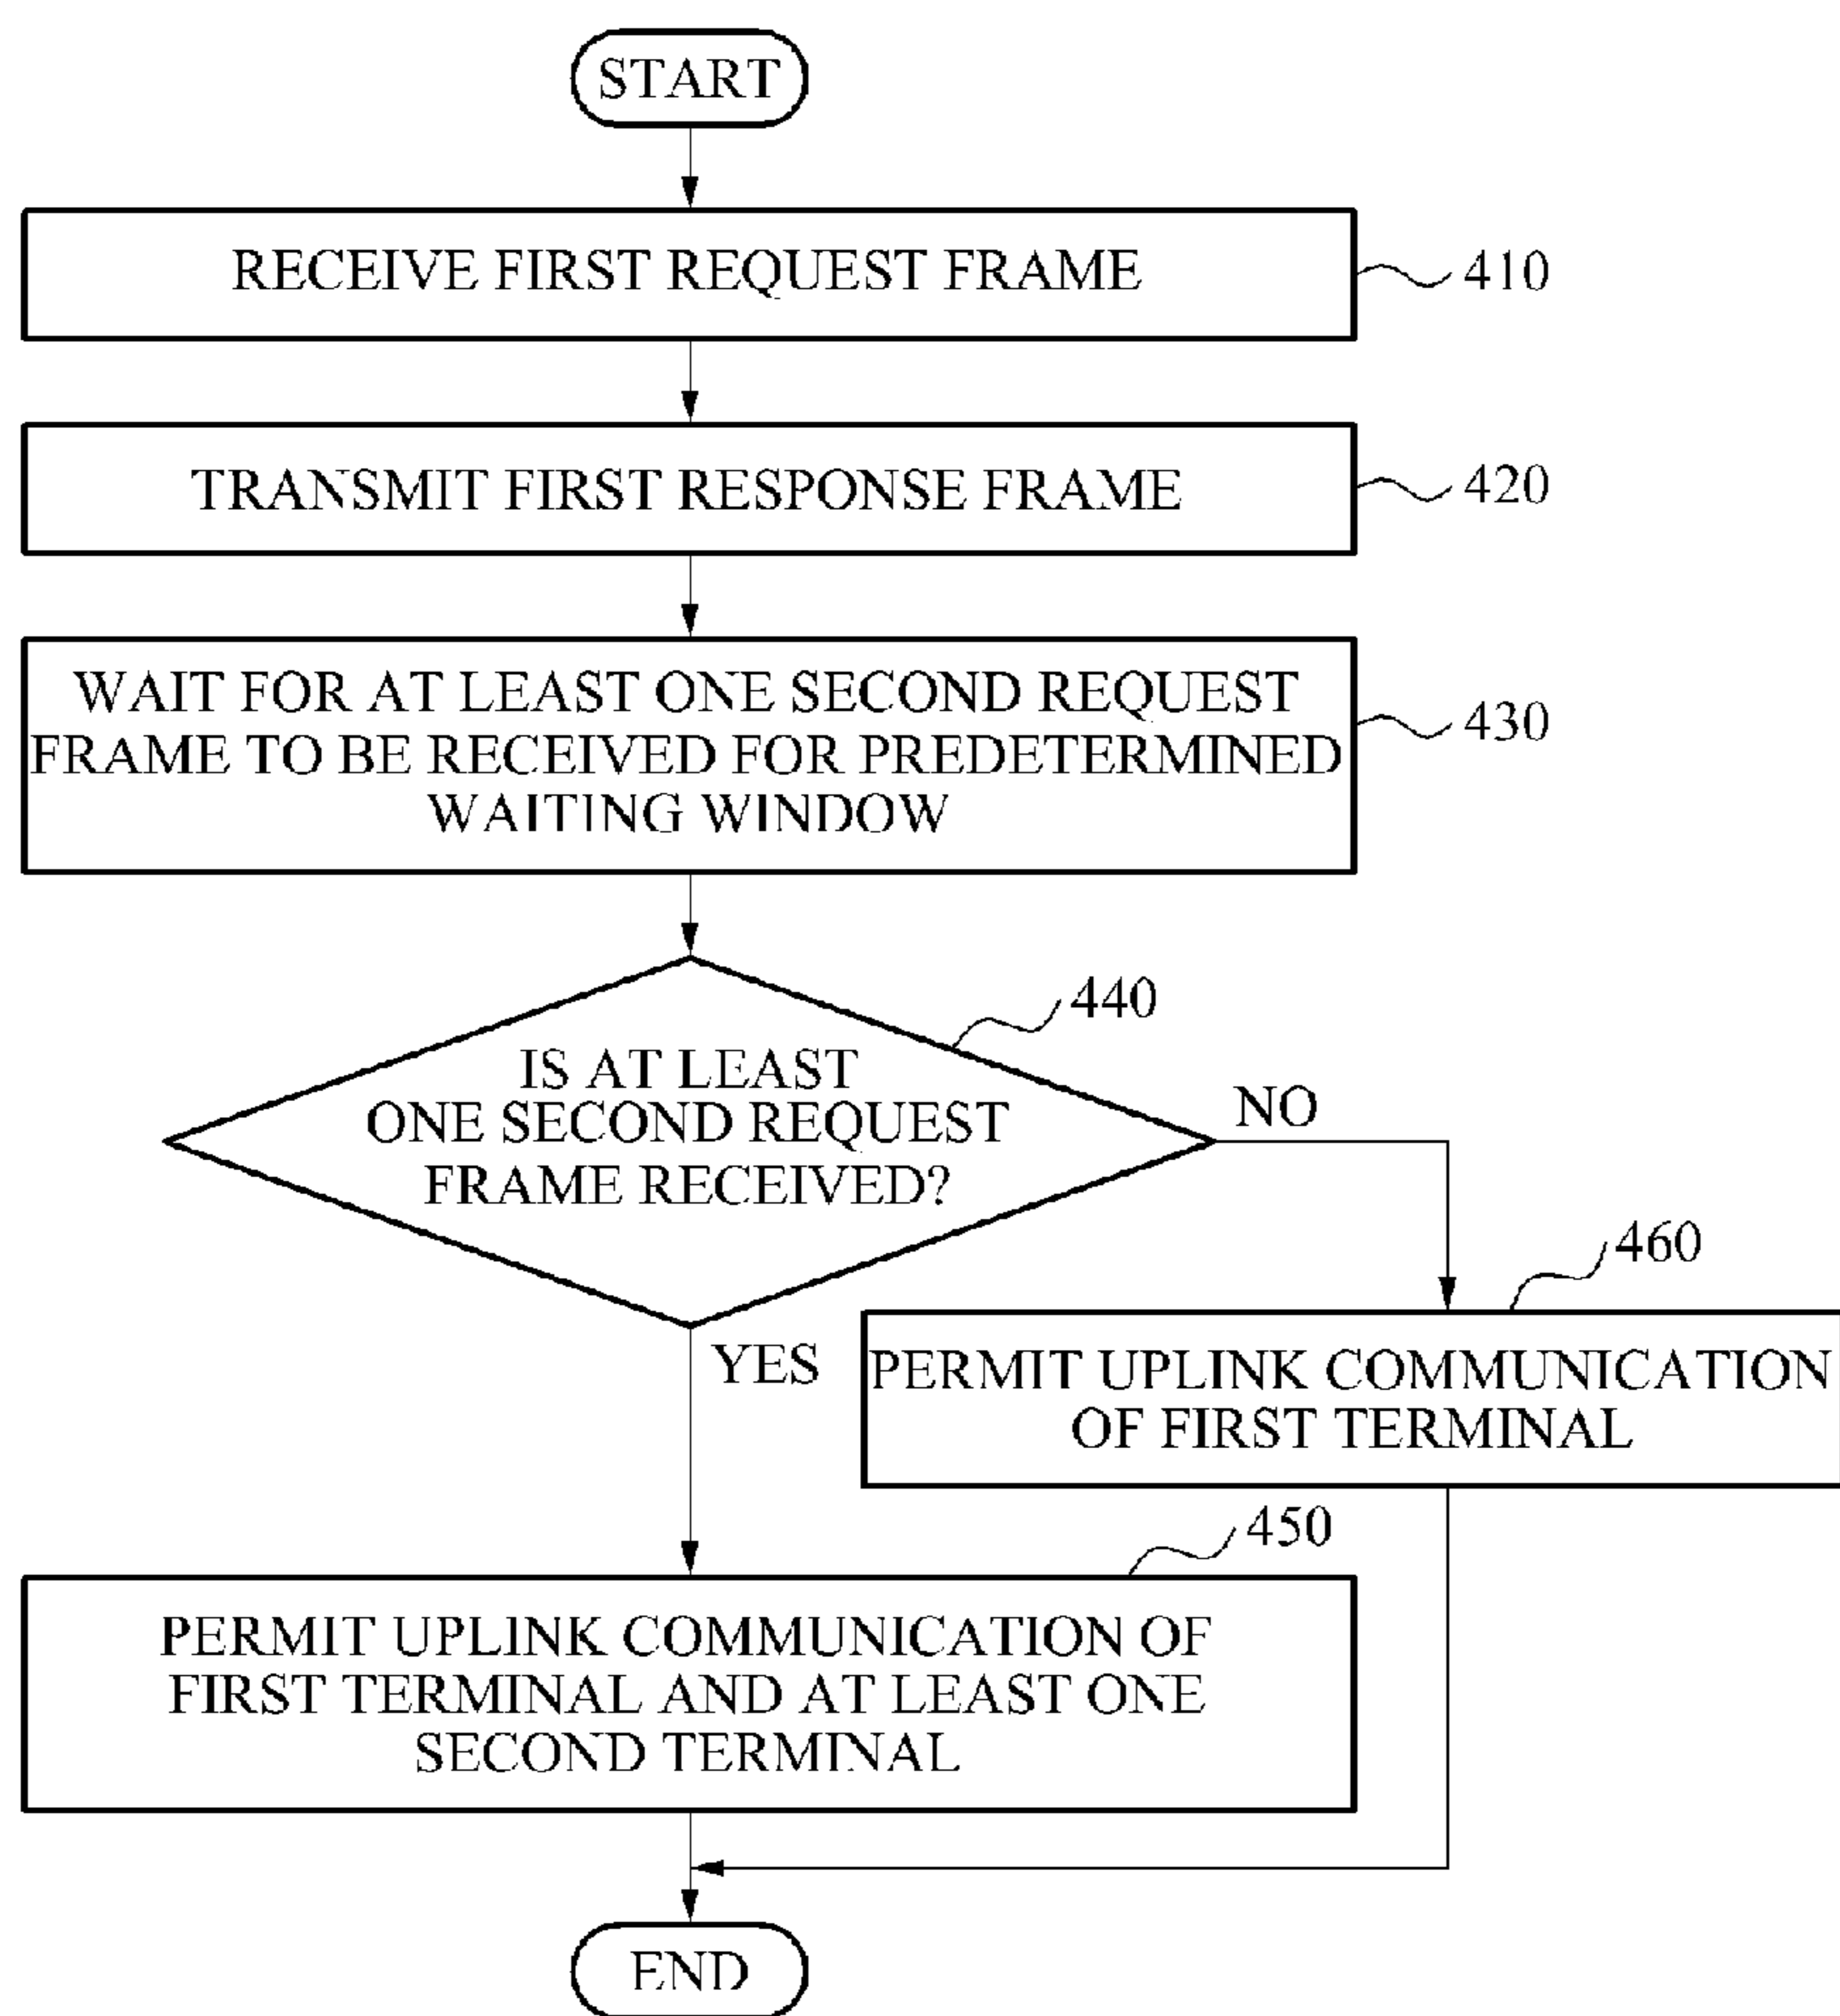 START
RECEIVE FIRST REQUEST FRAME
410
TRANSMIT FIRST RESPONSE FRAME
420
WAIT FOR AT LEAST ONE SECOND REQUEST
FRAME TO BE RECEIVED FOR PREDETERMINED
WAITING WINDOW
430
440
IS AT LEAST
ONE SECOND REQUEST
FRAME RECEIVED?
NO
460
YES
PERMIT UPLINK COMMUNICATION
OF FIRST TERMINAL
450
PERMIT UPLINK COMMUNICATION OF
FIRST TERMINAL AND AT LEAST ONE
SECOND TERMINAL
END